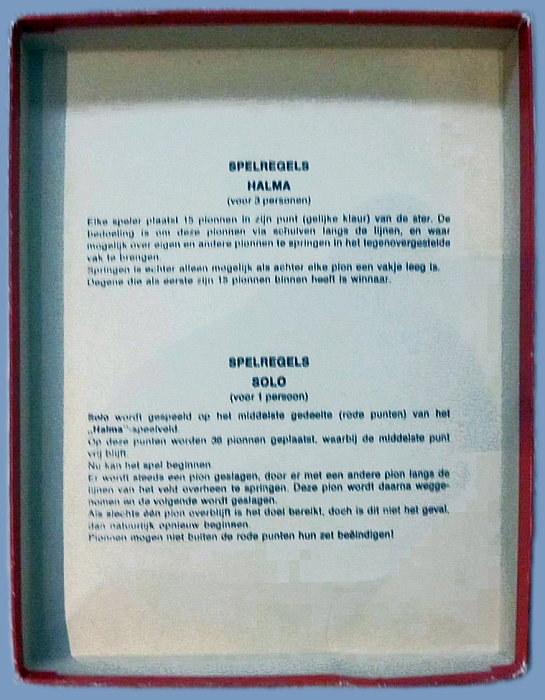 SPELREGELS
HALMA
(voor 3 personen)
Elke speler plaatst 15 pionnen in zijn punt (gelijke kleur) van de ster. De
bedoeling is om deze pionnen via schuiven langs de lijnen, en waar
mogelijk over eigen en andere pionnen te springen in het tegenovergestelde
vak te brengen.
Springen is echter alleen mogelijk als achter elke pion een vakje leeg is.
Degene die als eerste zijn 15 pionnen binnen heeft is winnaar.
SPELREGELS
SOLO
(voor 1 persoon)
Solo wordt gespeeld op het middelste gedeelte (rode punten) van het
„Halma"-speelveld.
Op deze punten worden 36 pionnen geplaatst, waarbij de middelste punt
vrij blijft.
Nu kan het spel beginnen.
Er wordt steeds een pion geslagen, door er met een andere pion langs de
lijnen van het veld overheen te springen. Deze pion wordt daarna wegge-
nomen en de volgende wordt geslagen.
Als slechts één pion overblijft is het doel bereikt, doch is dit niet het geval,
dan natuurlijk opnieuw beginnen.
Pionnen mogen niet buiten de rode punten hun zet beëindigen!